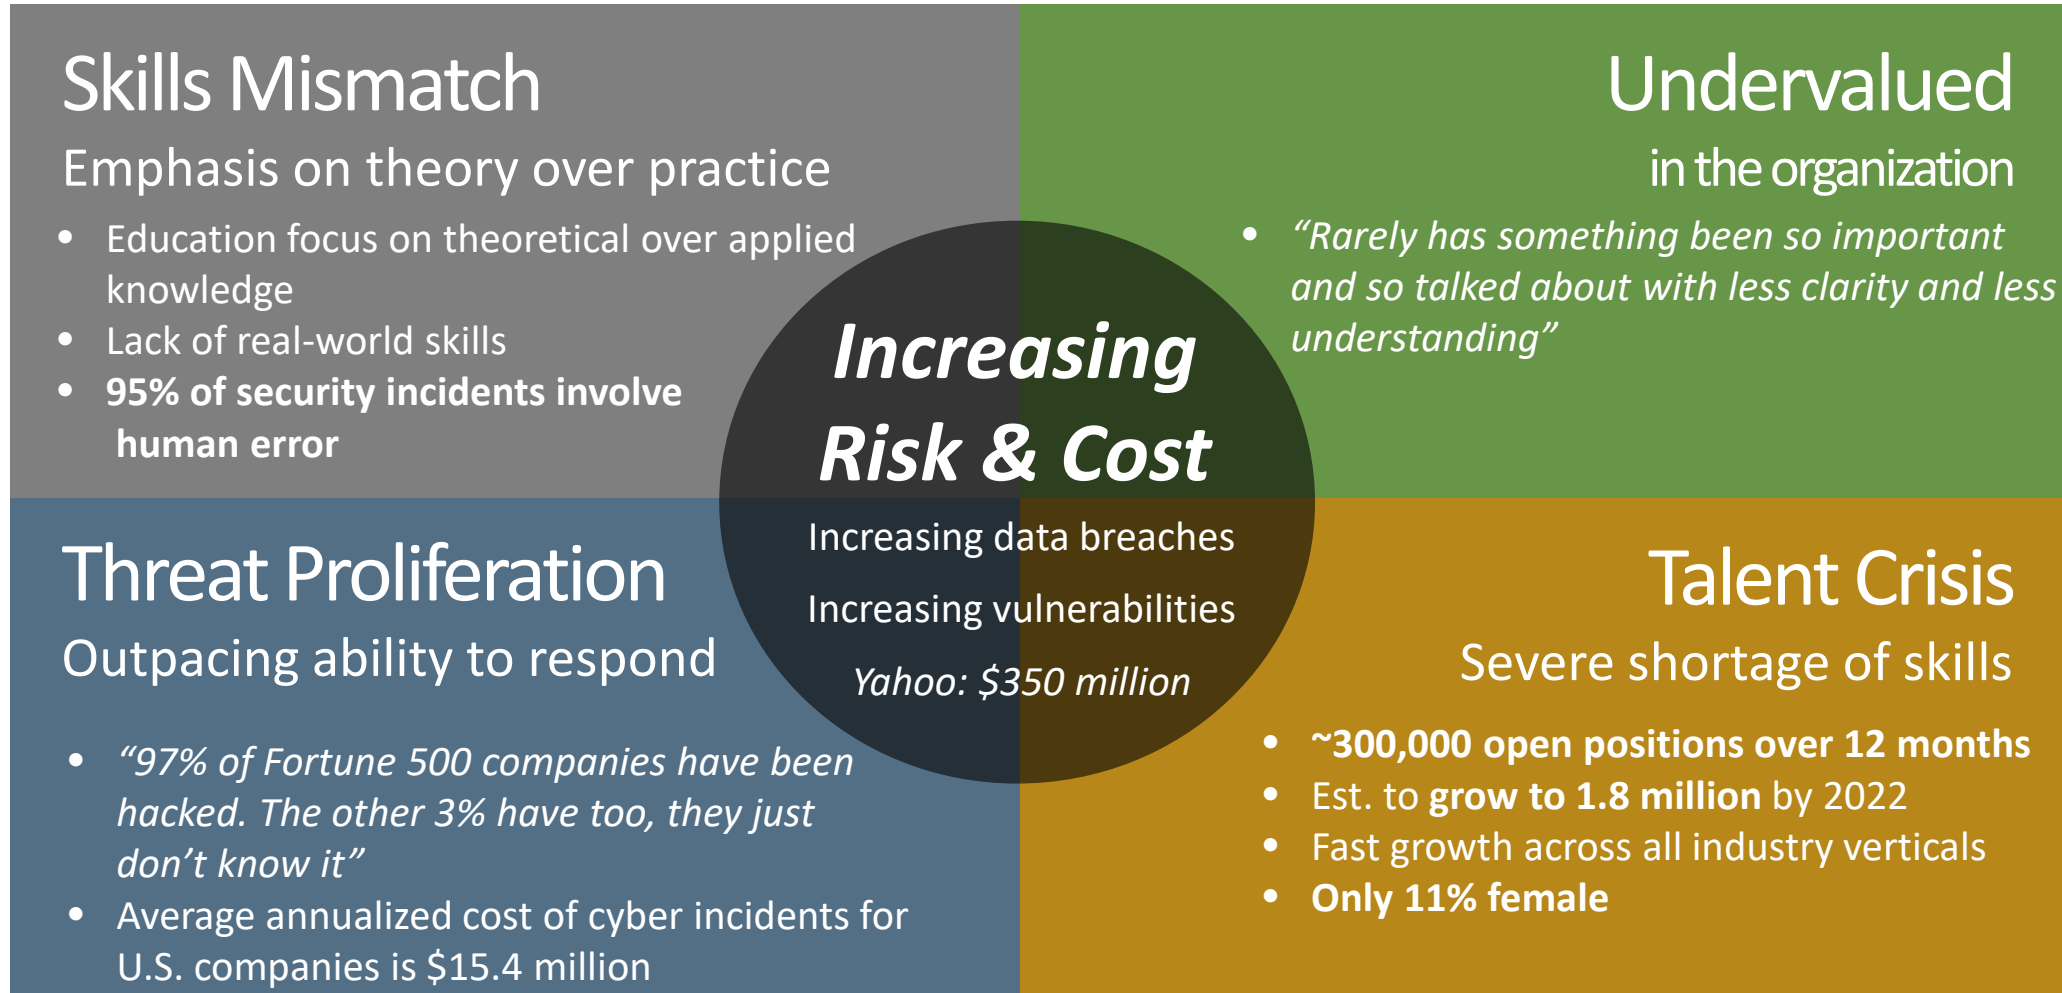 Skills Mismatch
Emphasis on theory over practice
• Education focus on theoretical over applied
knowledge
• Lack of real-world skills
• 95% of security incidents involve
human error
Undervalued
in the organization
• “Rarely has something been so important
and so talked about with less clarity and less
understanding”
Increasing
Risk & Cost
Increasing data breaches
Increasing vulnerabilities
Yahoo: $350 million
Threat Proliferation
Outpacing ability to respond
• “97% of Fortune 500 companies have been
hacked. The other 3% have too, they just
don’t know it”
• Average annualized cost of cyber incidents for
U.S. companies is $15.4 million
Talent Crisis
Severe shortage of skills
• ~300,000 open positions over 12 months
• Est. to grow to 1.8 million by 2022
• Fast growth across all industry verticals
• Only 11% female